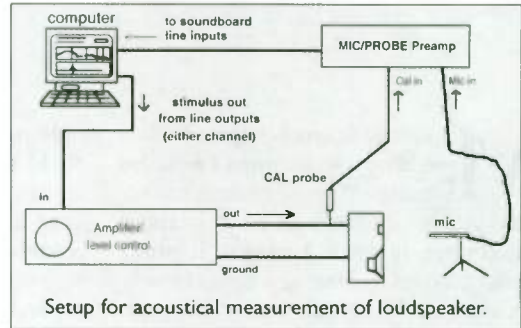 computer
to soundboard
line inputs
MIC/PROBE Preamp
Cal in
Mic in
stimulus out
from line outputs
(either channel)
CAL probe
in
out
mic
Amplifier/
level control
ground
Setup for acoustical measurement of loudspeaker.